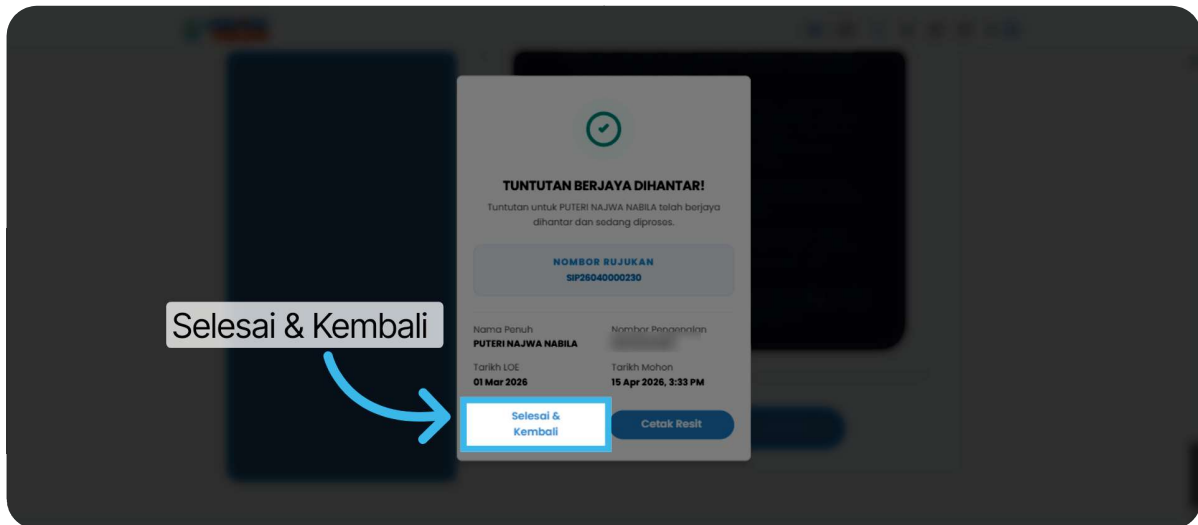 TUNTUTAN BERJAYA DIHANTAR!
Tuntutan untuk PUTERI NAJWA NABILA telah berjaya
dihantar dan sedang diproses.
NOMBOR RUJUKAN
SIP26040000230
Selesai & Kembali
Nama Penuh
Nombor Pengenalan
PUTERI NAJWA NABILA
Tarikh LOE
Tarikh Mohon
01 Mar 2026
15 Apr 2026, 3:33 PM
Selesai &
Kembali
Cetak Resit